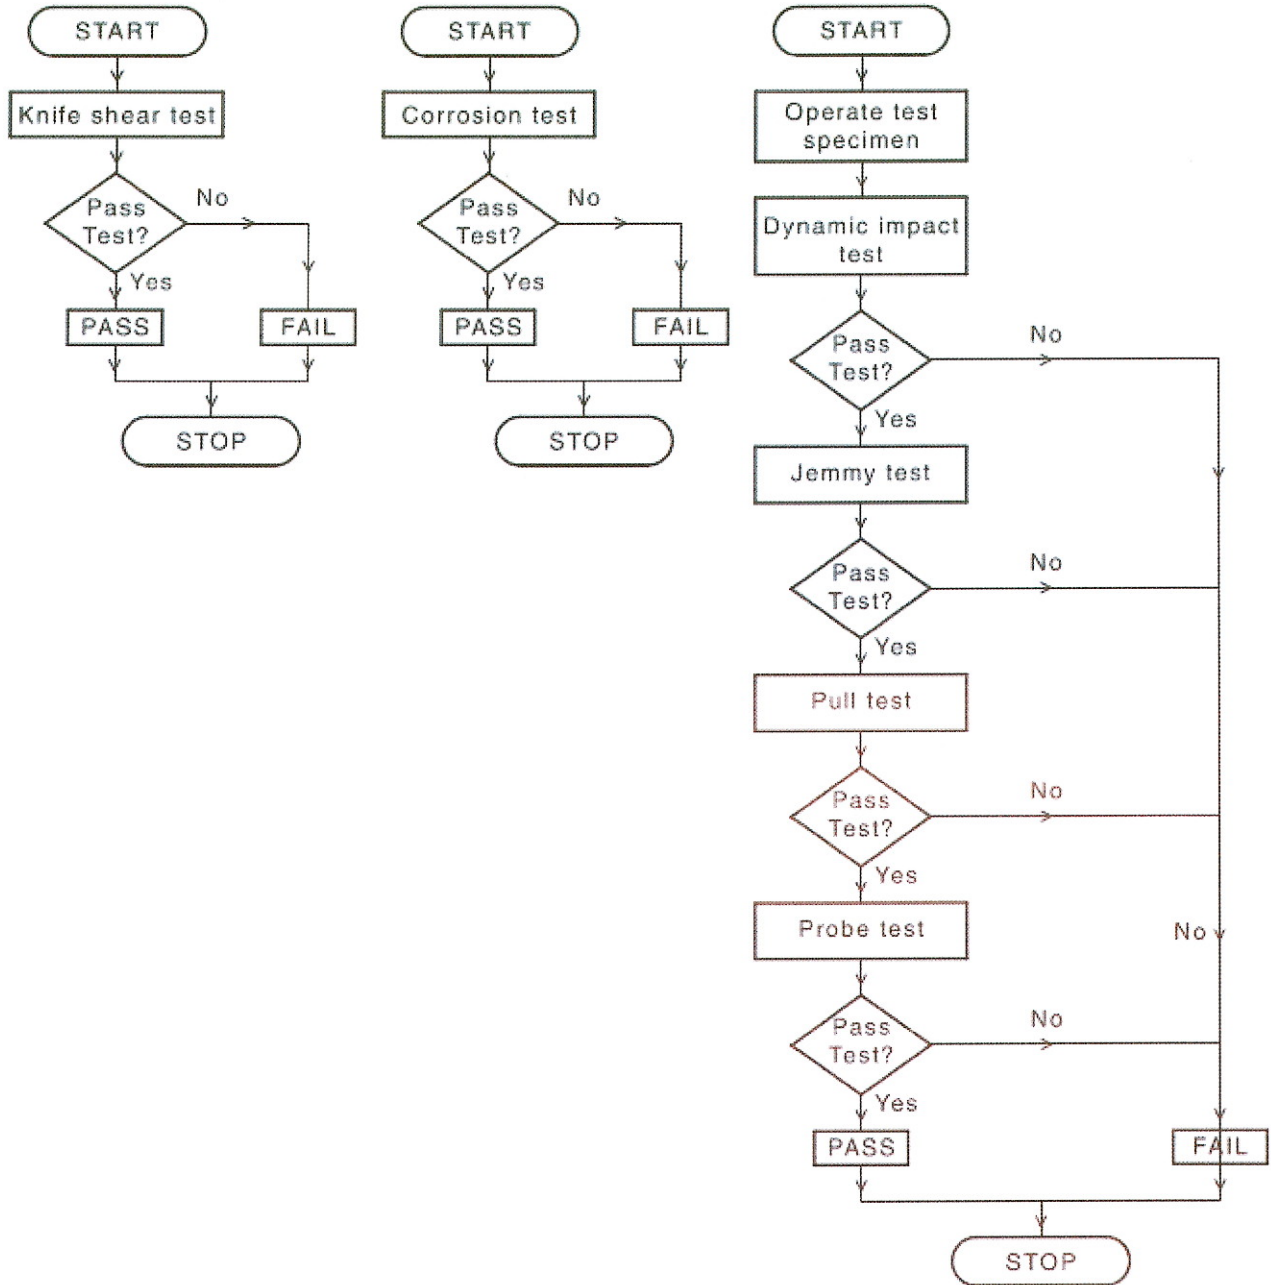 START
Knife shear test
Pass
Test?
No
Yes
PASS
FAIL
STOP
START
Corrosion test
Pass
Test?
No
Yes
PASS
FAIL
STOP
START
Operate test
specimen
Dynamic impact
test
Pass
Test?
No
Yes
Jemmy test
Pass
Test?
No
Yes
Pull test
Pass
Test?
No
Yes
Probe test
No
Pass
Test?
No
Yes
PASS
FAIL
STOP